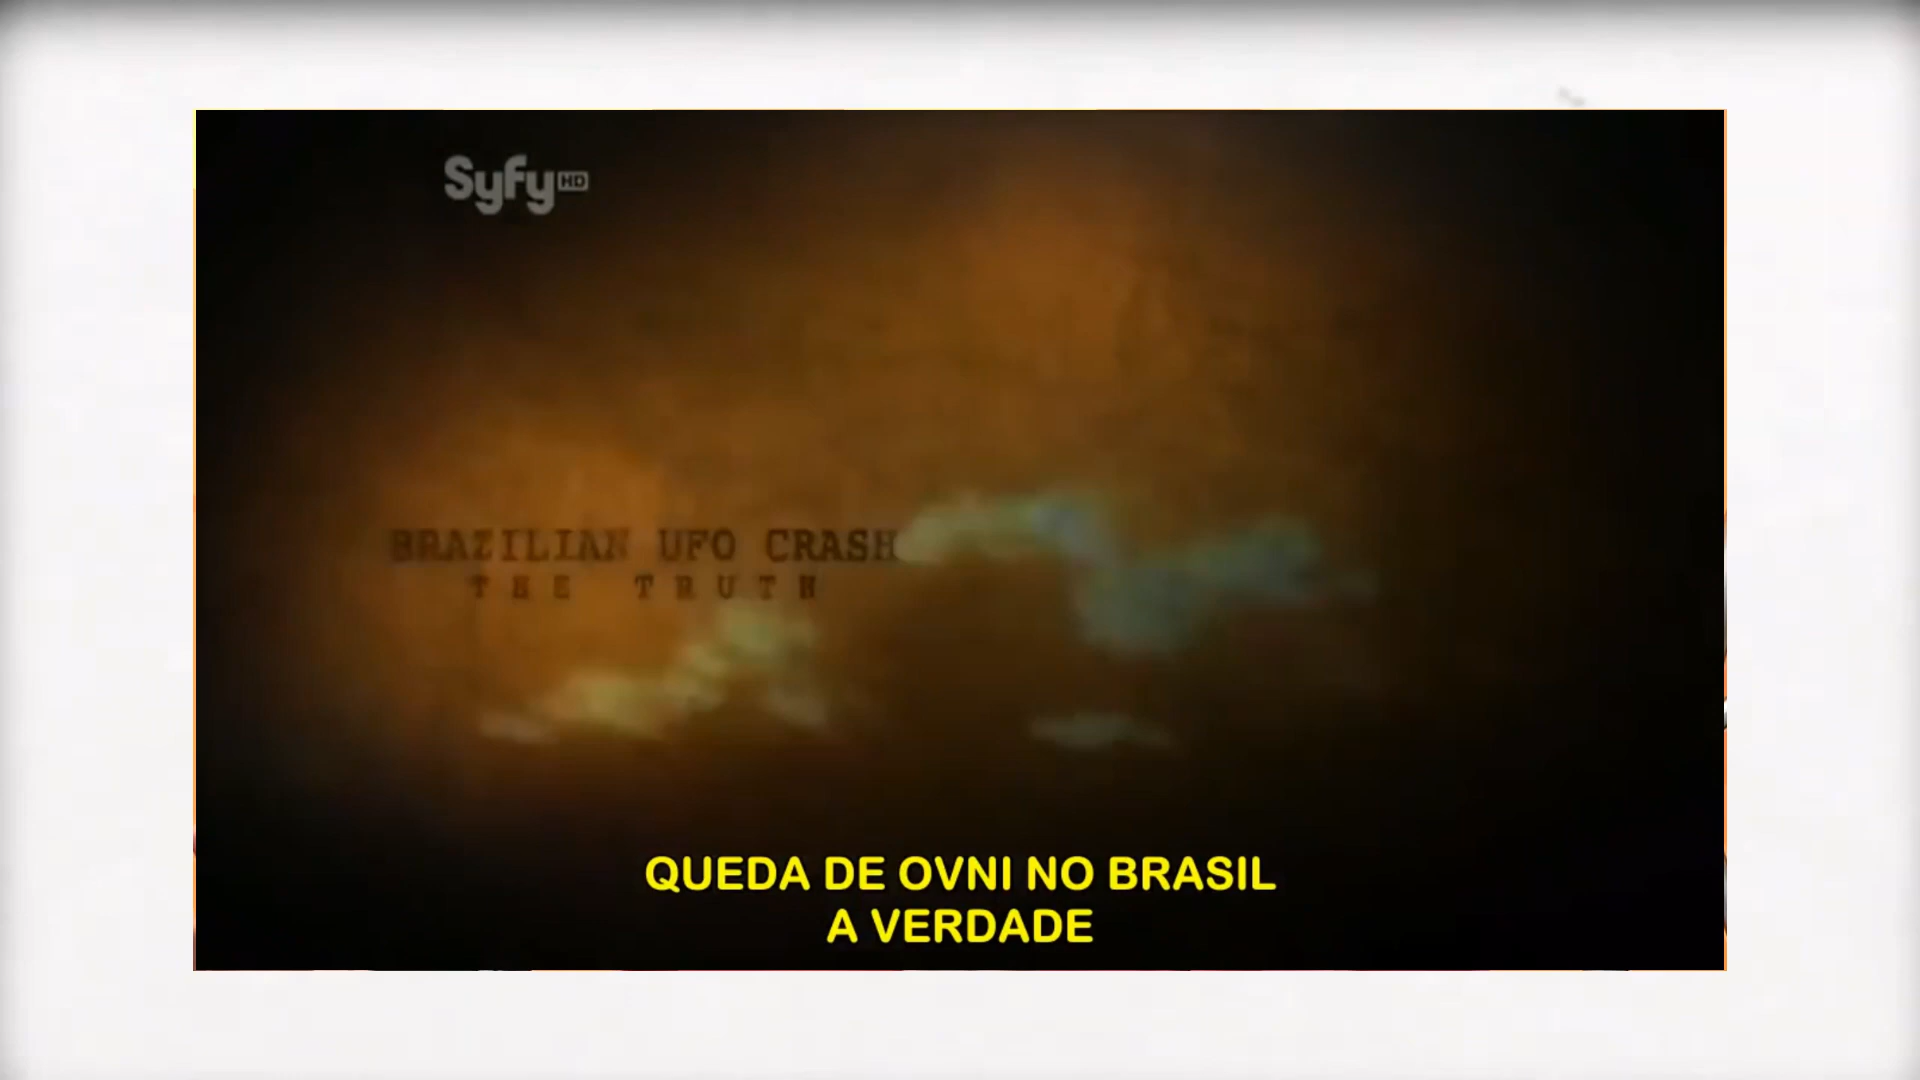 Syfy HD
BRAZILIAN UFO CRASH
THE TRUTH
QUEDA DE OVNI NO BRASIL
A VERDADE